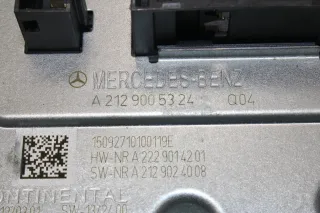 MERCEDES-BENZ
A 212 900 53 24 Q04
15092710100119E
HW-NR A 222 901 42 01
SW-NR A 212 902 40 08
CONTINENTAL